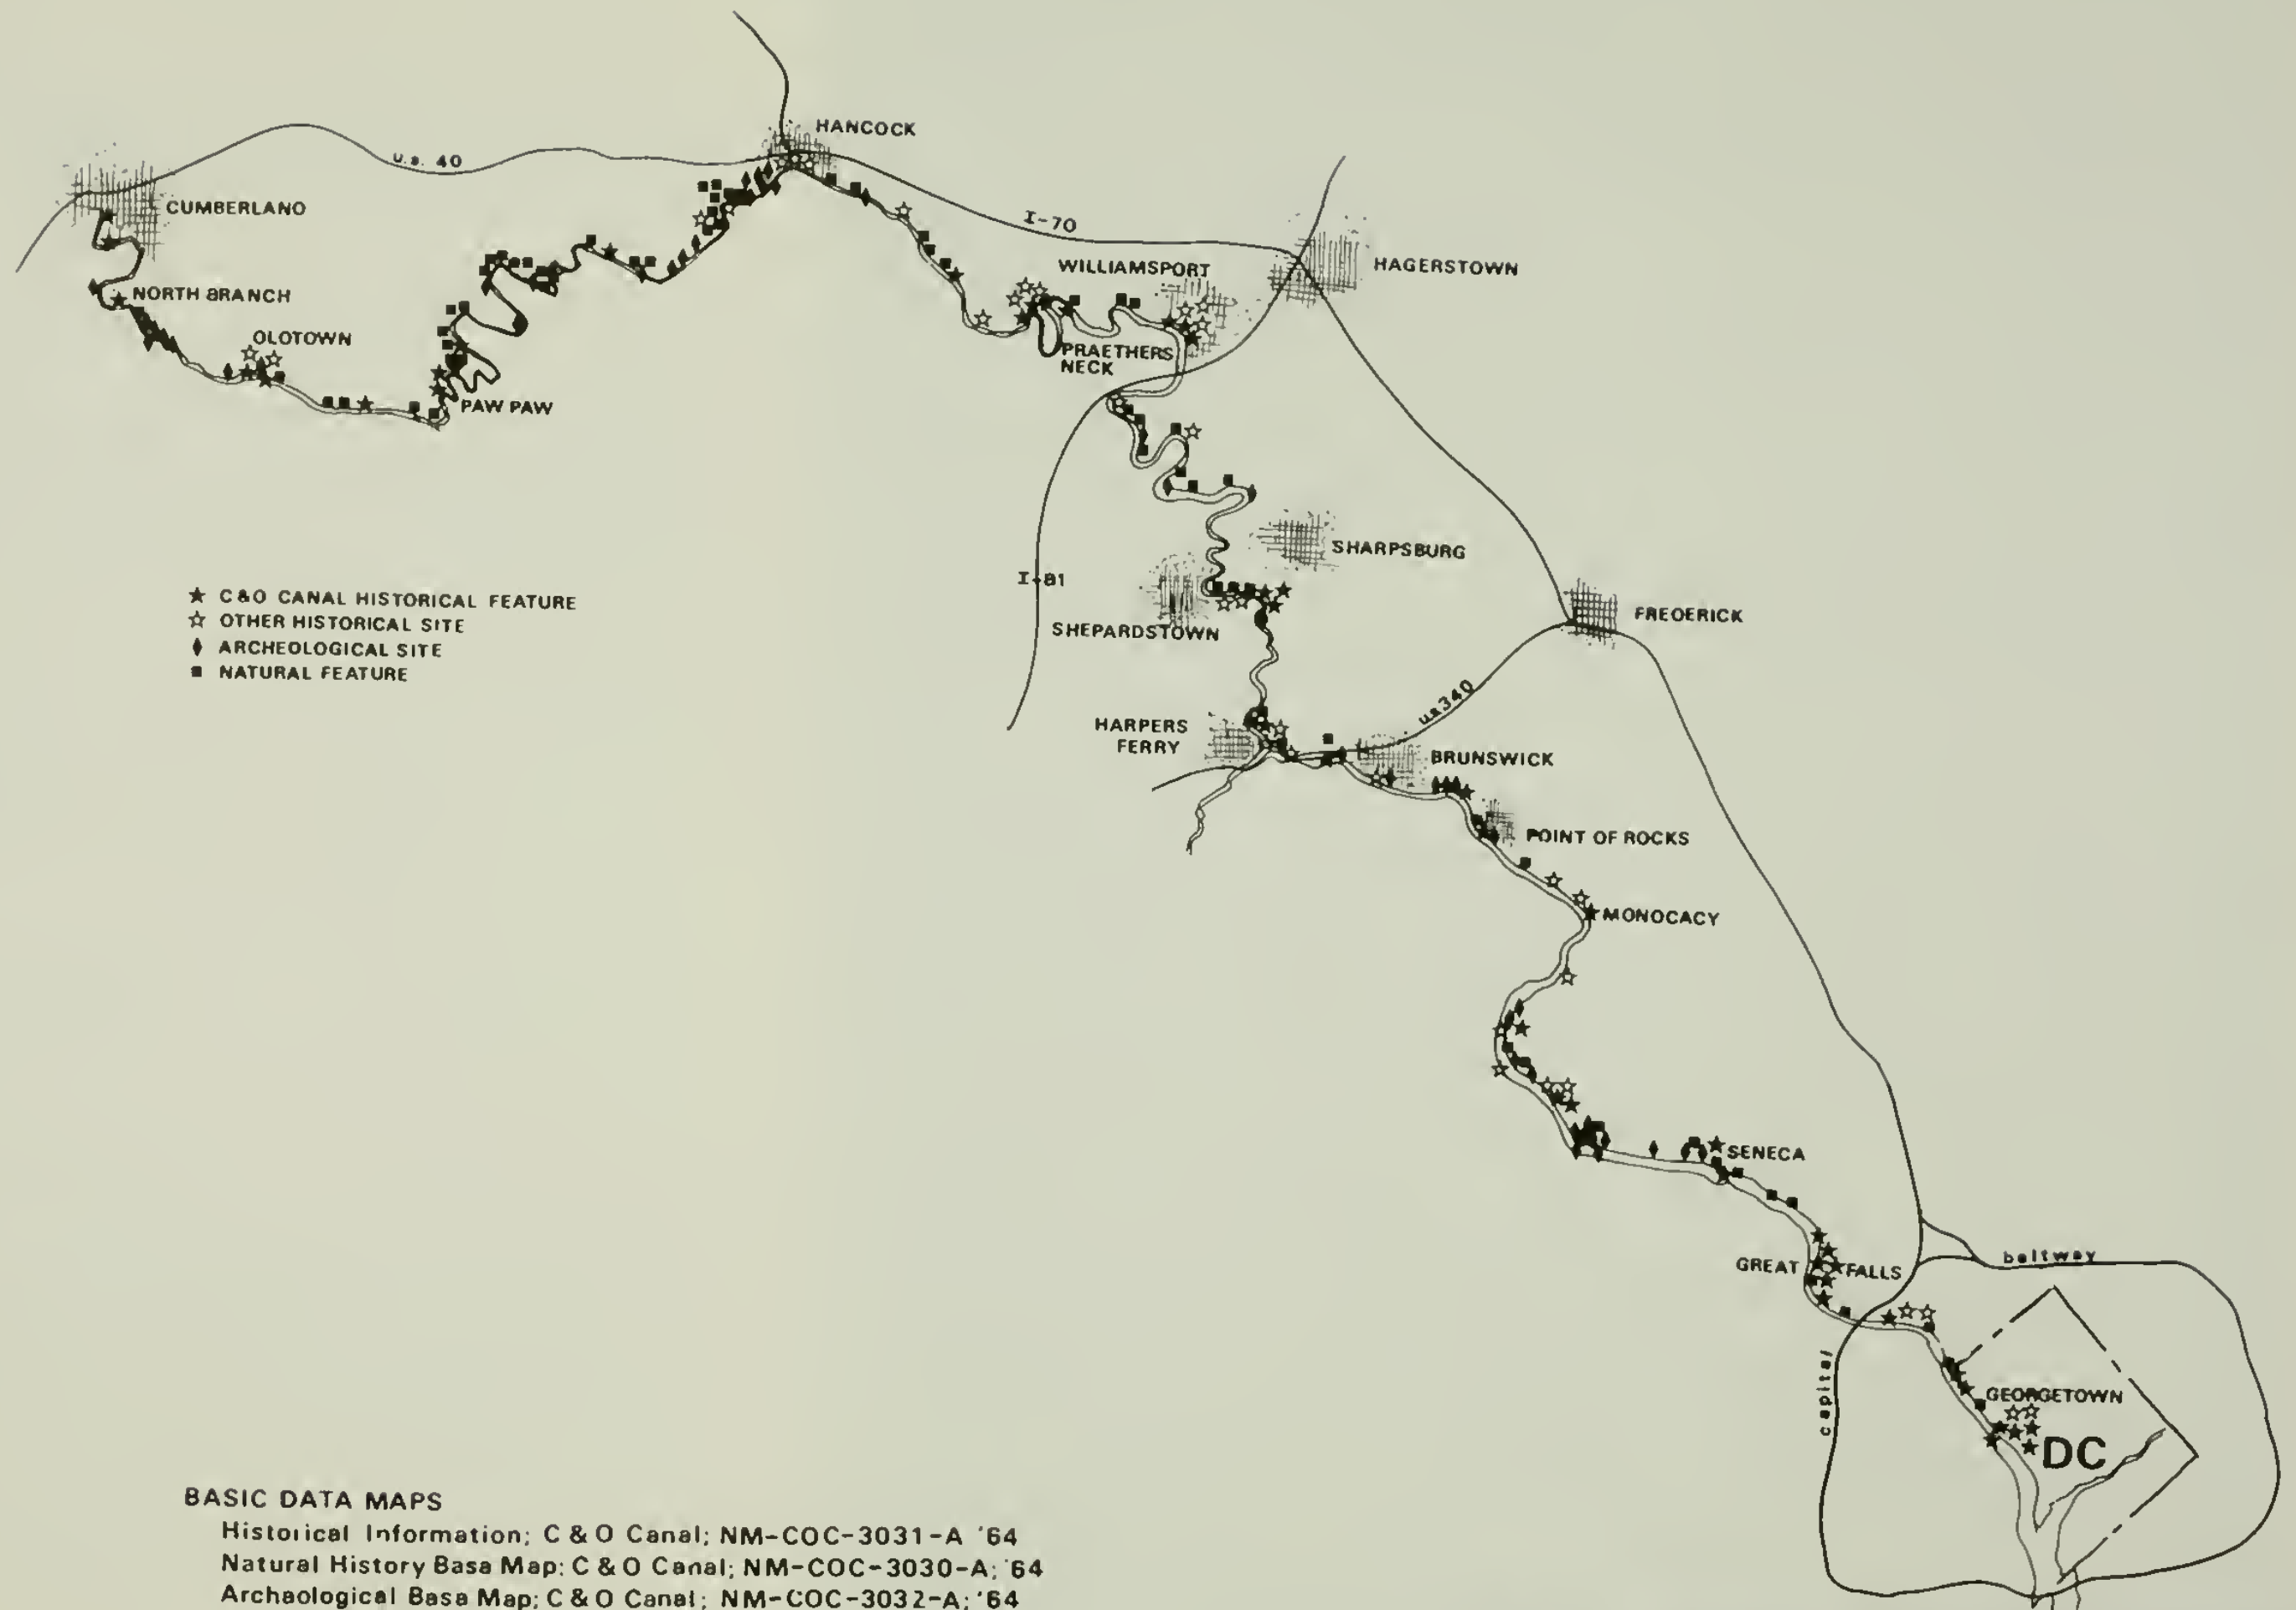 HANCOCK
u.s. 40
CUMBERLANO
I-70
WILLIAMSPORT
HAGERSTOWN
NORTH BRANCH
OLOTOWN
PRAETHERS
NECK
PAW PAW
SHARPSBURG
I-81
★ C&O CANAL HISTORICAL FEATURE
☆ OTHER HISTORICAL SITE
♦ ARCHEOLOGICAL SITE
■ NATURAL FEATURE
SHEPARDSTOWN
FREOERICK
us340
HARPERS
FERRY
BRUNSWICK
POINT OF ROCKS
MONOCACY
SENECA
GREAT FALLS
beltway
capital
GEORGETOWN
DC
BASIC DATA MAPS
Historical Information; C & O Canal; NM-COC-3031-A '64
Natural History Basa Map: C & O Canal; NM-COC-3030-A; '64
Archaological Basa Map; C & O Canal; NM-COC-3032-A; '64